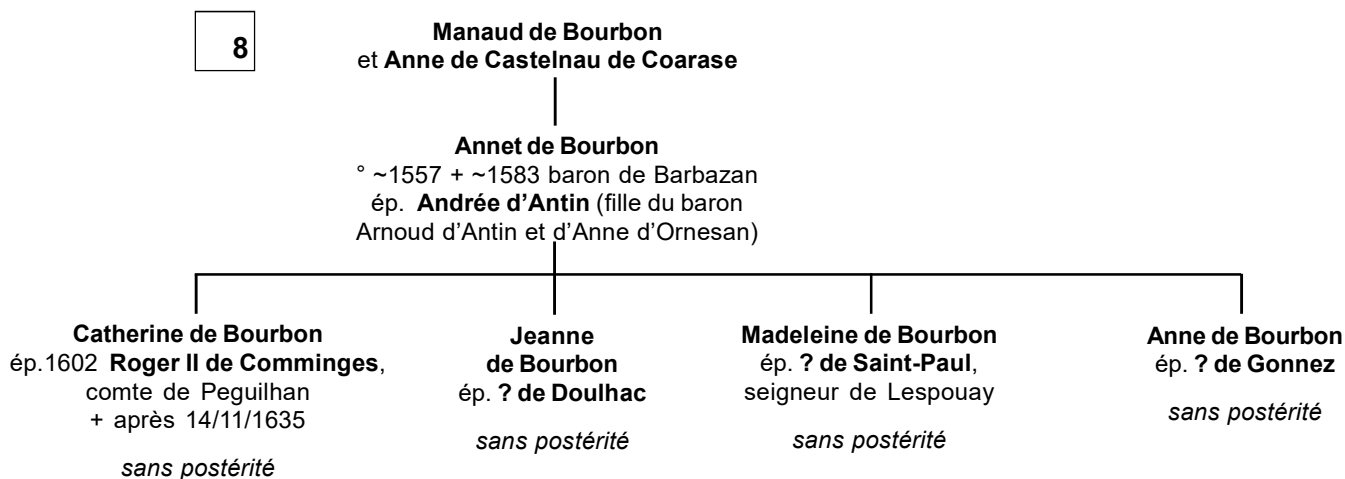 8
Manaud de Bourbon
et Anne de Castelnau de Coarase
Annet de Bourbon
° ~1557 + ~1583 baron de Barbazan
ép. Andrée d’Antin (fille du baron
Arnoud d’Antin et d’Anne d’Ornesan)
Catherine de Bourbon
ép.1602 Roger II de Comminges,
comte de Peguilhan
+ après 14/11/1635
sans postérité
Jeanne
de Bourbon
ép. ? de Doulhac
sans postérité
Madeleine de Bourbon
ép. ? de Saint-Paul,
seigneur de Lespouay
sans postérité
Anne de Bourbon
ép. ? de Gonnez
sans postérité